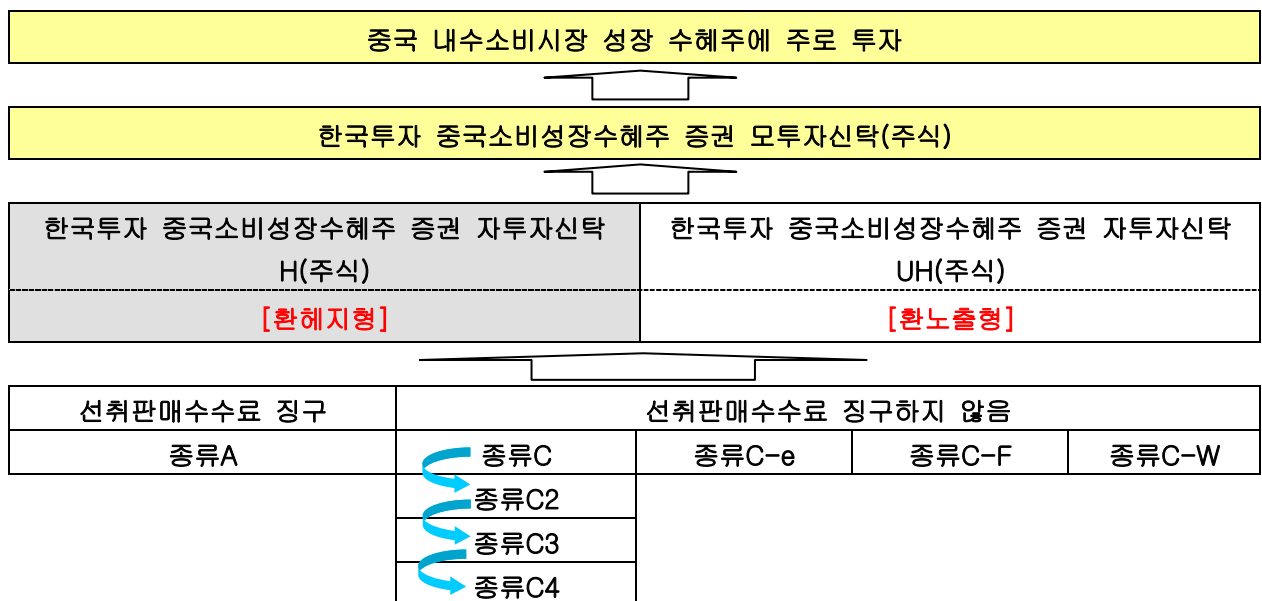 중국 내수소비시장 성장 수혜주에 주로 투자
한국투자 중국소비성장수혜주 증권 모투자신탁(주식)
한국투자 중국소비성장수혜주 증권 자투자신탁
H(주식)
[환헤지형]
한국투자 중국소비성장수혜주 증권 자투자신탁
UH(주식)
[환노출형]
선취판매수수료 징구
선취판매수수료 징구하지 않음
종류A
종류C
종류C-e
종류C-F
종류C-W
종류C2
종류C3
종류C4